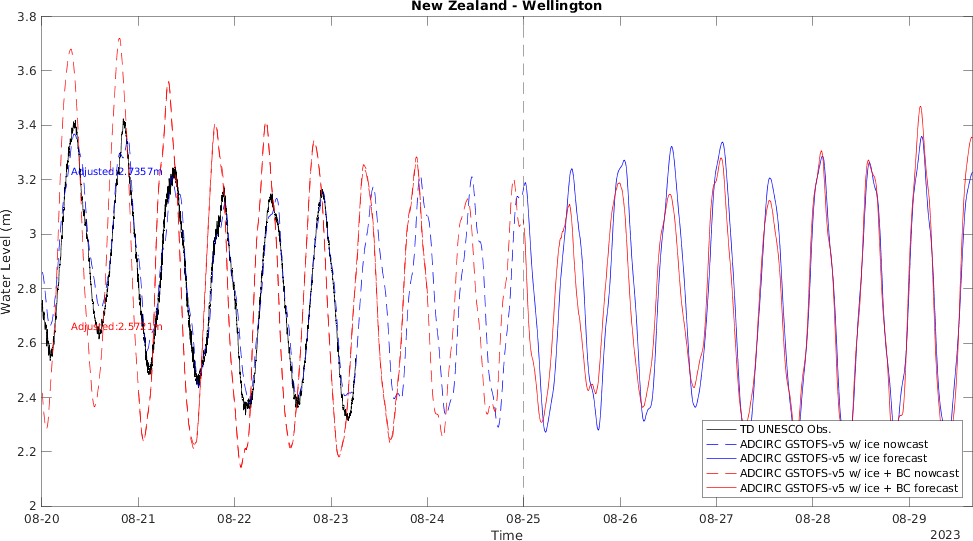 New Zealand - Wellington
3.8
3.6
3.4
3.2
3
2.8
2.6
2.4
2.2
2
Water Level (m)
Adjusted:2.7357m
Adjusted:2.5721m
TD UNESCO Obs.
ADCIRC GSTOFS-v5 w/ ice nowcast
ADCIRC GSTOFS-v5 w/ ice forecast
ADCIRC GSTOFS-v5 w/ ice + BC nowcast
ADCIRC GSTOFS-v5 w/ ice + BC forecast
08-20 08-21 08-22 08-23 08-24 08-25 08-26 08-27 08-28 08-29
Time
2023